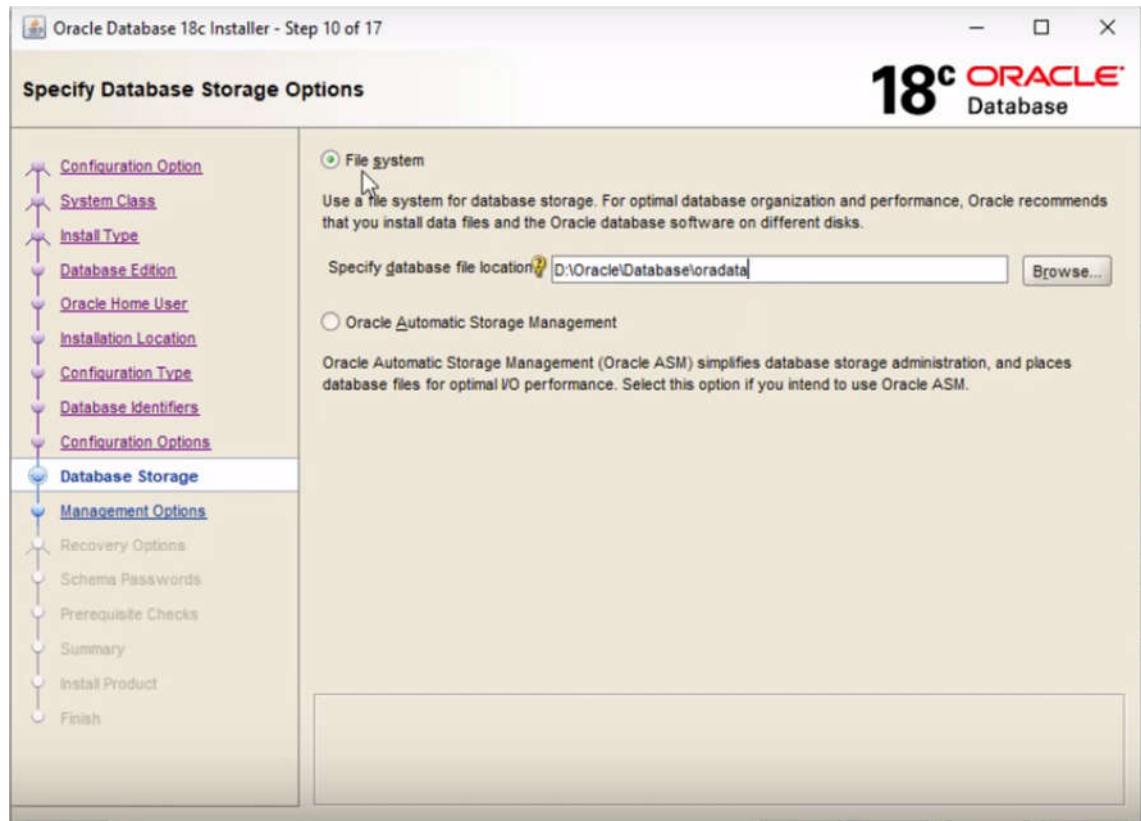 Oracle Database 18c Installer - Step 10 of 17
Specify Database Storage Options
18c ORACLE
Database
Configuration Option
System Class
Install Type
Database Edition
Oracle Home User
Installation Location
Configuration Type
Database Identifiers
Configuration Options
Database Storage
Management Options
Recovery Options
Schema Passwords
Prerequisite Checks
Summary
Install Product
Finish
File system
Use a file system for database storage. For optimal database organization and performance, Oracle recommends
that you install data files and the Oracle database software on different disks.
Specify database file location
D:\Oracle\Database\oradata
Browse...
Oracle Automatic Storage Management
Oracle Automatic Storage Management (Oracle ASM) simplifies database storage administration, and places
database files for optimal I/O performance. Select this option if you intend to use Oracle ASM.